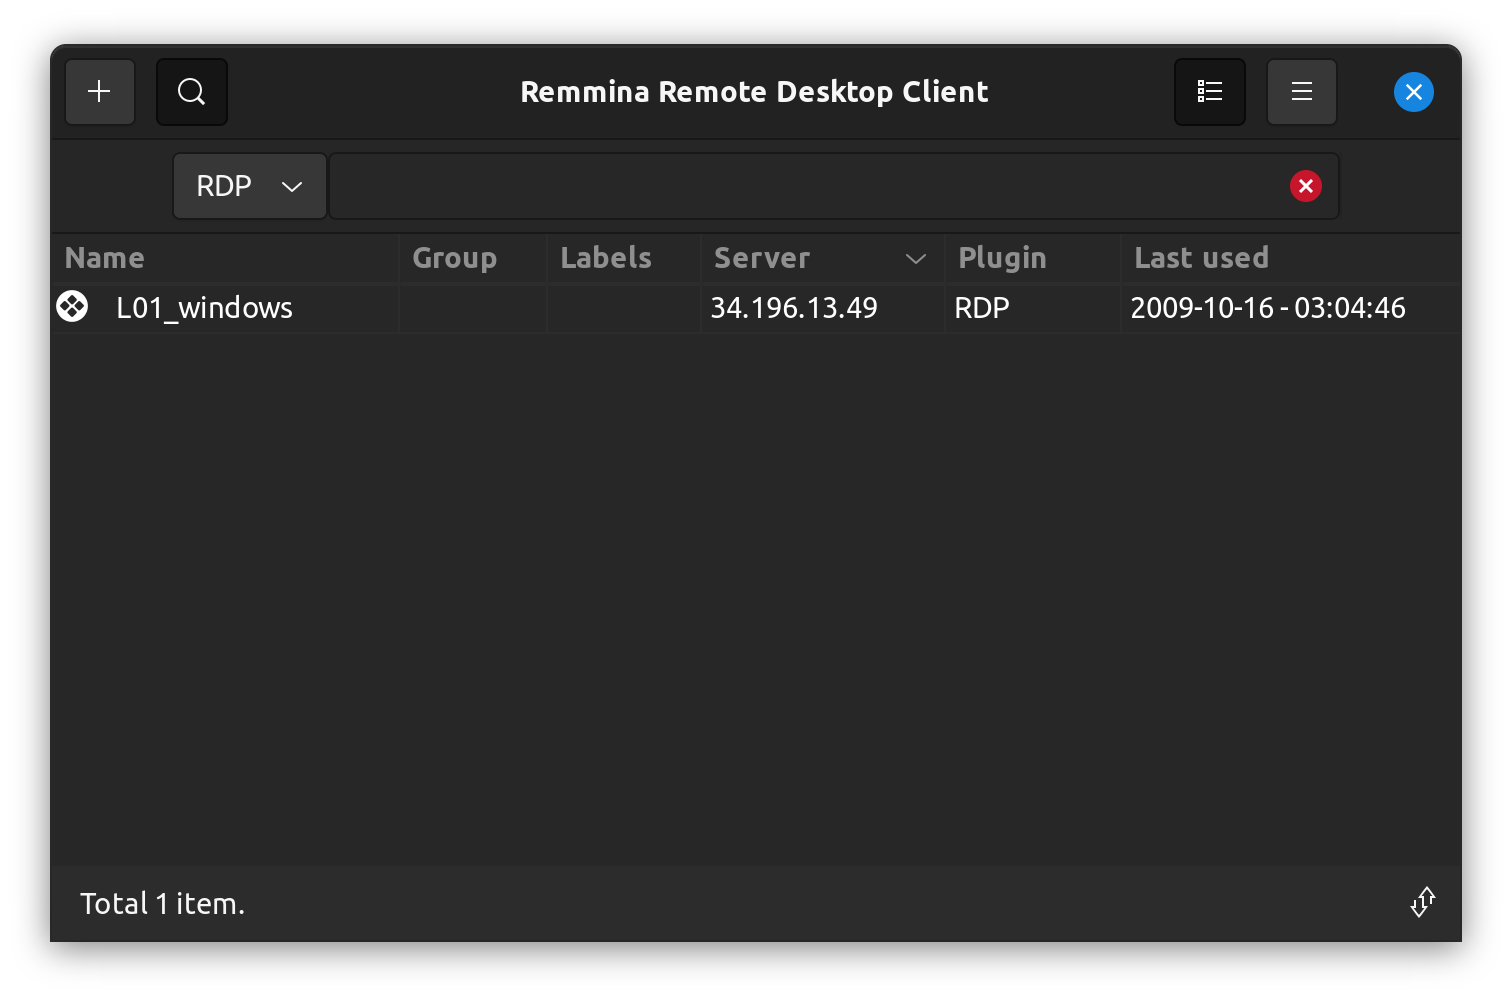 Remmina Remote Desktop Client
RDP
Name Group Labels Server Plugin Last used
L01_windows 34.196.13.49 RDP 2009-10-16 - 03:04:46
Total 1 item.